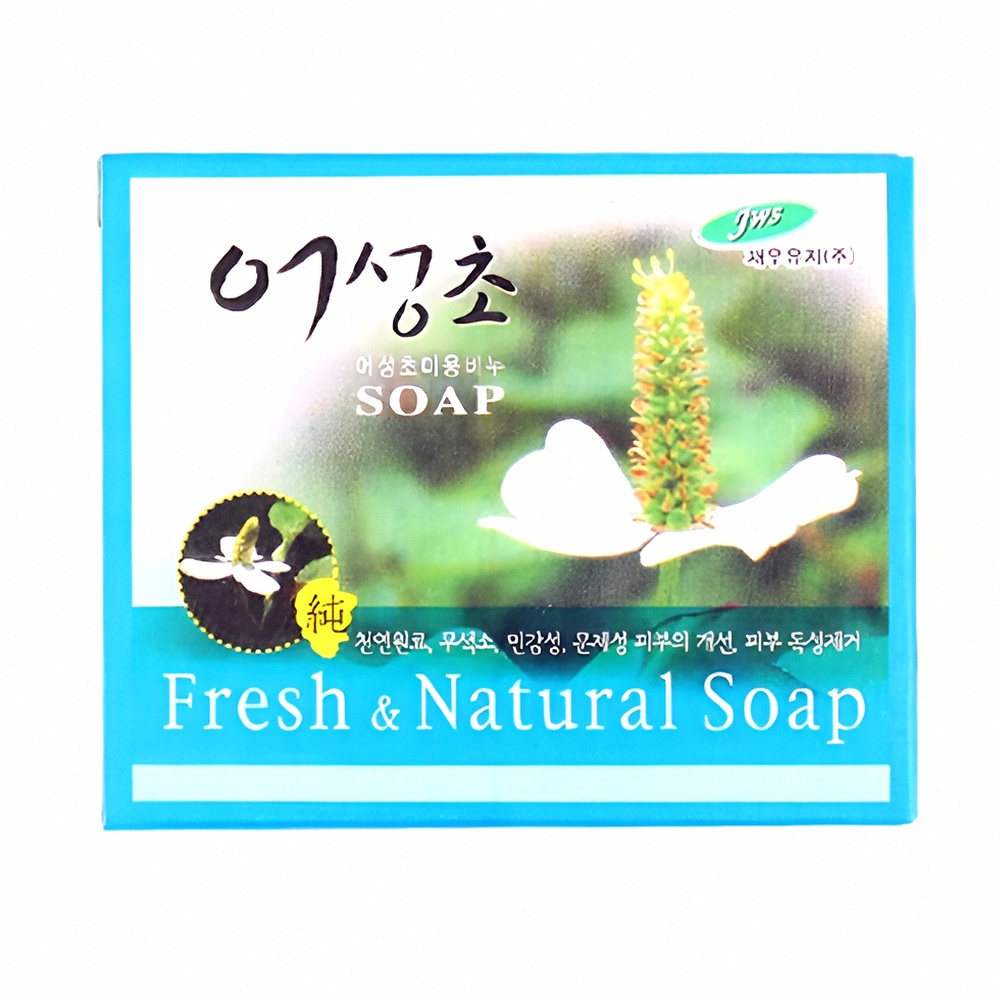 어성초
JWS
재우유지(주)
어성초미용비누
SOAP
純
천연원료, 무색소, 민감성, 문제성 피부의 개선, 피부 독성제거
Fresh & Natural Soap